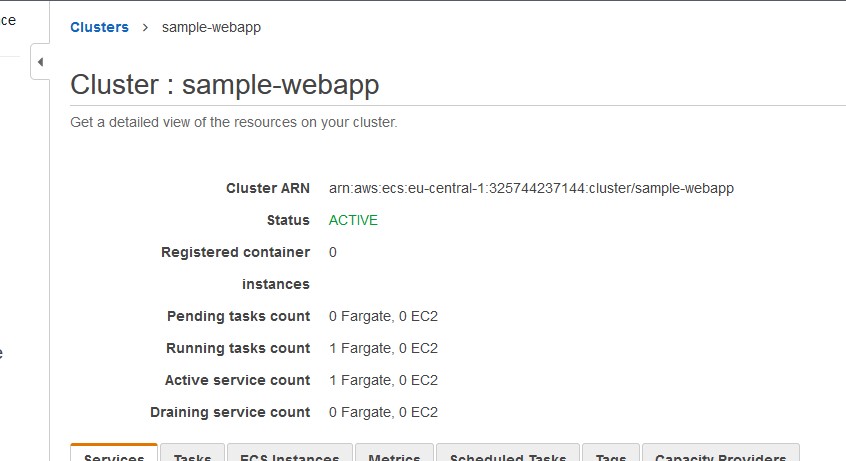 ce
Clusters > sample-webapp
Cluster : sample-webapp
Get a detailed view of the resources on your cluster.
Cluster ARN arn:aws:ecs:eu-central-1:325744237144:cluster/sample-webapp
Status ACTIVE
Registered container 0
instances
Pending tasks count 0 Fargate, 0 EC2
Running tasks count 1 Fargate, 0 EC2
e
Active service count 1 Fargate, 0 EC2
Draining service count 0 Fargate, 0 EC2
Services Tasks ECS Instances Metrics Scheduled Tasks Tags Capacity Providers